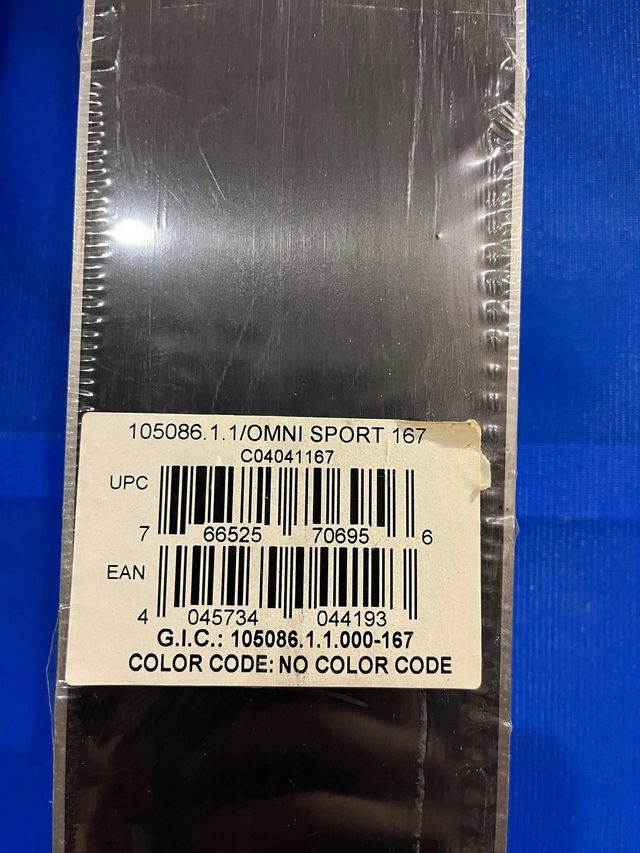 105086.1.1/OMNI SPORT 167
C04041167
UPC
7 66525 70695 6
EAN
4 045734 044193
G.I.C.: 105086.1.1.000-167
COLOR CODE: NO COLOR CODE